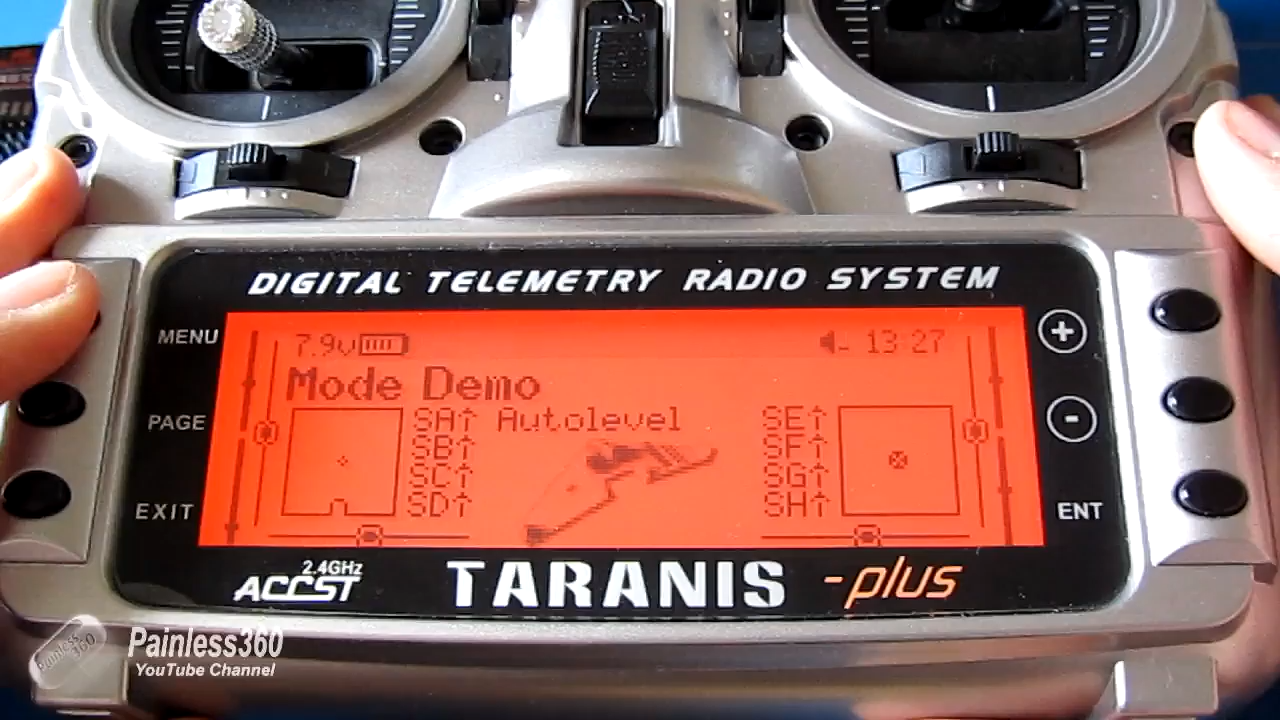 DIGITAL TELEMETRY RADIO SYSTEM
MENU
PAGE
EXIT
7.9v
13:27
Mode Demo
SA↑ Autolevel
SB↑
SC↑
SD↑
SE↑
SF↑
SG↑
SH↑
+
-
ENT
2.4GHz
ACCST
TARANIS -plus
Painless360
Painless360
YouTube Channel